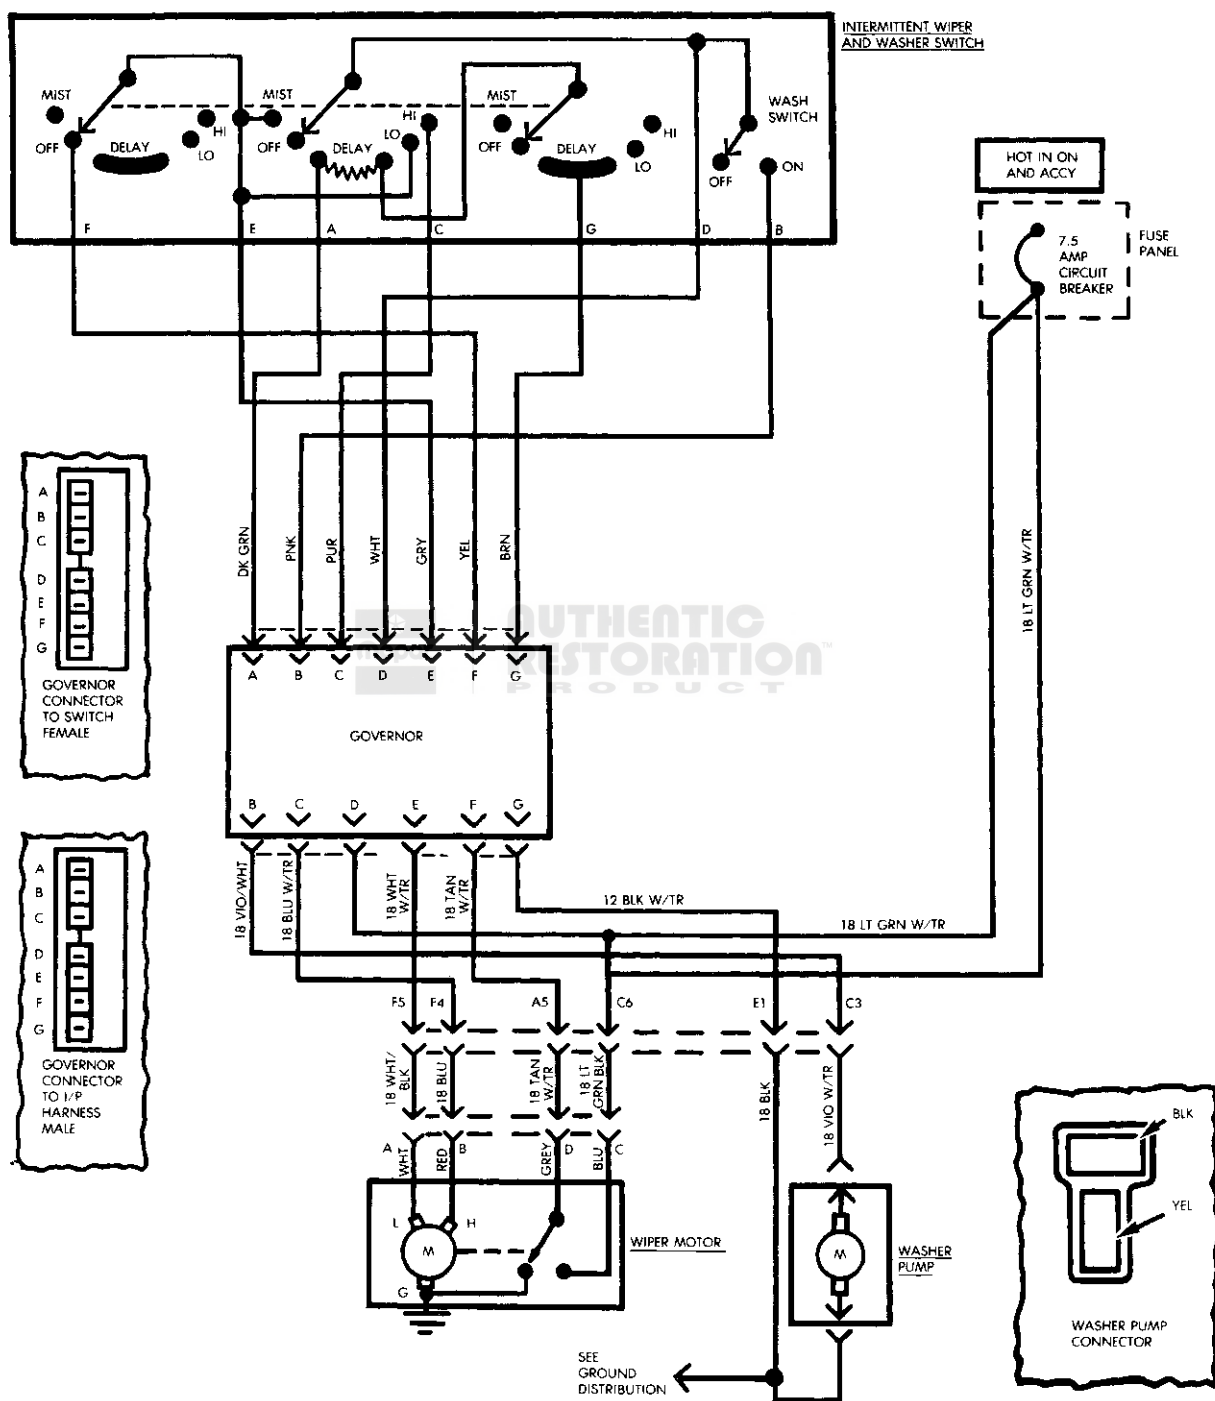 INTERMITTENT WIPER
AND WASHER SWITCH
MIST
OFF
DELAY
HI
LO
MIST
OFF
DELAY
LO
HI
MIST
OFF
DELAY
HI
LO
WASH
SWITCH
OFF
ON
F
E
A
C
G
D
B
HOT IN ON
AND ACCY
7.5
AMP
CIRCUIT
BREAKER
FUSE
PANEL
18 LT GRN W/TR
A
B
C
D
E
F
G
GOVERNOR
CONNECTOR
TO SWITCH
FEMALE
DK GRN
PNK
PUR
WHT
GRY
YEL
BRN
AUTHENTIC
RESTORATION™
PRODUCT
A
B
C
D
E
F
G
GOVERNOR
B
C
D
E
F
G
A
B
C
D
E
F
G
GOVERNOR
CONNECTOR
TO I/P
HARNESS
MALE
18 VIO/WHT
18 BLU W/TR
18 WHT
W/TR
18 TAN
W/TR
12 BLK W/TR
18 LT GRN W/TR
F5
F4
A5
C6
E1
C3
18 WHT/
BLK
18 BLU
18 TAN
W/TR
18 LT
GRN BLK
18 BLK
18 VIO W/TR
A
WHT
RED
B
GREY
D
BLU
C
L
H
M
G
WIPER MOTOR
M
WASHER
PUMP
SEE
GROUND
DISTRIBUTION
BLK
YEL
WASHER PUMP
CONNECTOR